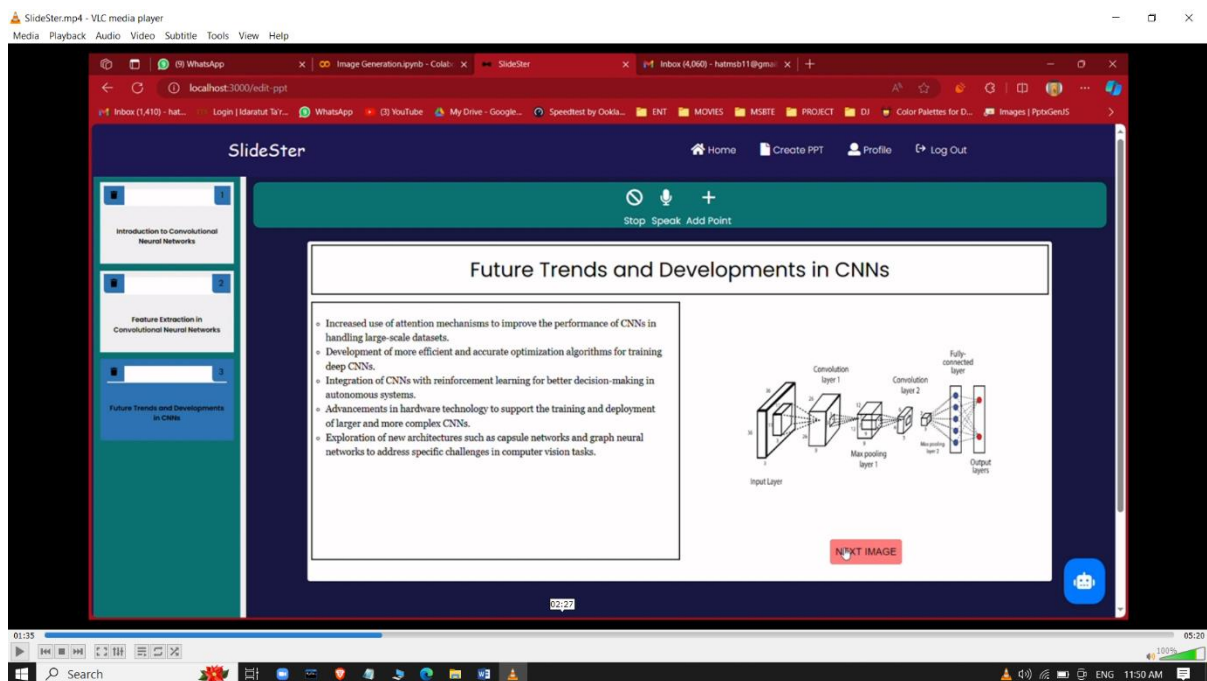 SlideSter.mp4 - VLC media player
Media Playback Audio Video Subtitle Tools View Help
(9) WhatsApp
Image Generation.ipynb - Colab
SlideSter
Inbox (4,060) - hatmsb11@gmai
localhost:3000/edit-ppt
Inbox (1,410) - hat... Login | Idaratut Ta'r... WhatsApp (3) YouTube My Drive - Google... Speedtest by Ookla... ENT MOVIES MSBTE PROJECT DJ Color Palettes for D... Images | PptxGenJS
SlideSter
Home Create PPT Profile Log Out
Stop Speak Add Point
1
Introduction to Convolutional
Neural Networks
2
Feature Extraction in
Convolutional Neural Networks
3
Future Trends and Developments
in CNNs
Future Trends and Developments in CNNs
Increased use of attention mechanisms to improve the performance of CNNs in
handling large-scale datasets.
Development of more efficient and accurate optimization algorithms for training
deep CNNs.
Integration of CNNs with reinforcement learning for better decision-making in
autonomous systems.
Advancements in hardware technology to support the training and deployment
of larger and more complex CNNs.
Exploration of new architectures such as capsule networks and graph neural
networks to address specific challenges in computer vision tasks.
Fully-
connected
layer
Convolution
layer 1
Convolution
layer 2
Max pooling
layer 1
Max pooling
layer 2
Input Layer
Output
layers
NEXT IMAGE
02:27
01:35
05:20
100%
Search
ENG 11:50 AM